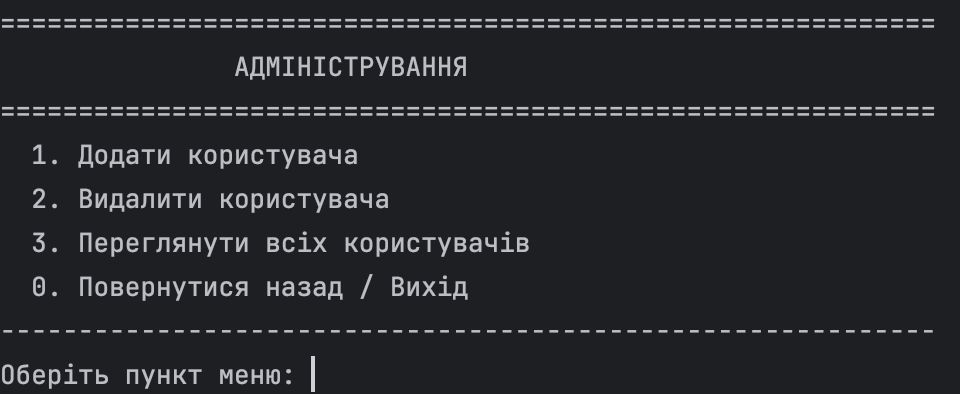 ============================================================
АДМІНІСТРУВАННЯ
============================================================
1. Додати користувача
2. Видалити користувача
3. Переглянути всіх користувачів
0. Повернутися назад / Вихід
------------------------------------------------------------
Оберіть пункт меню: